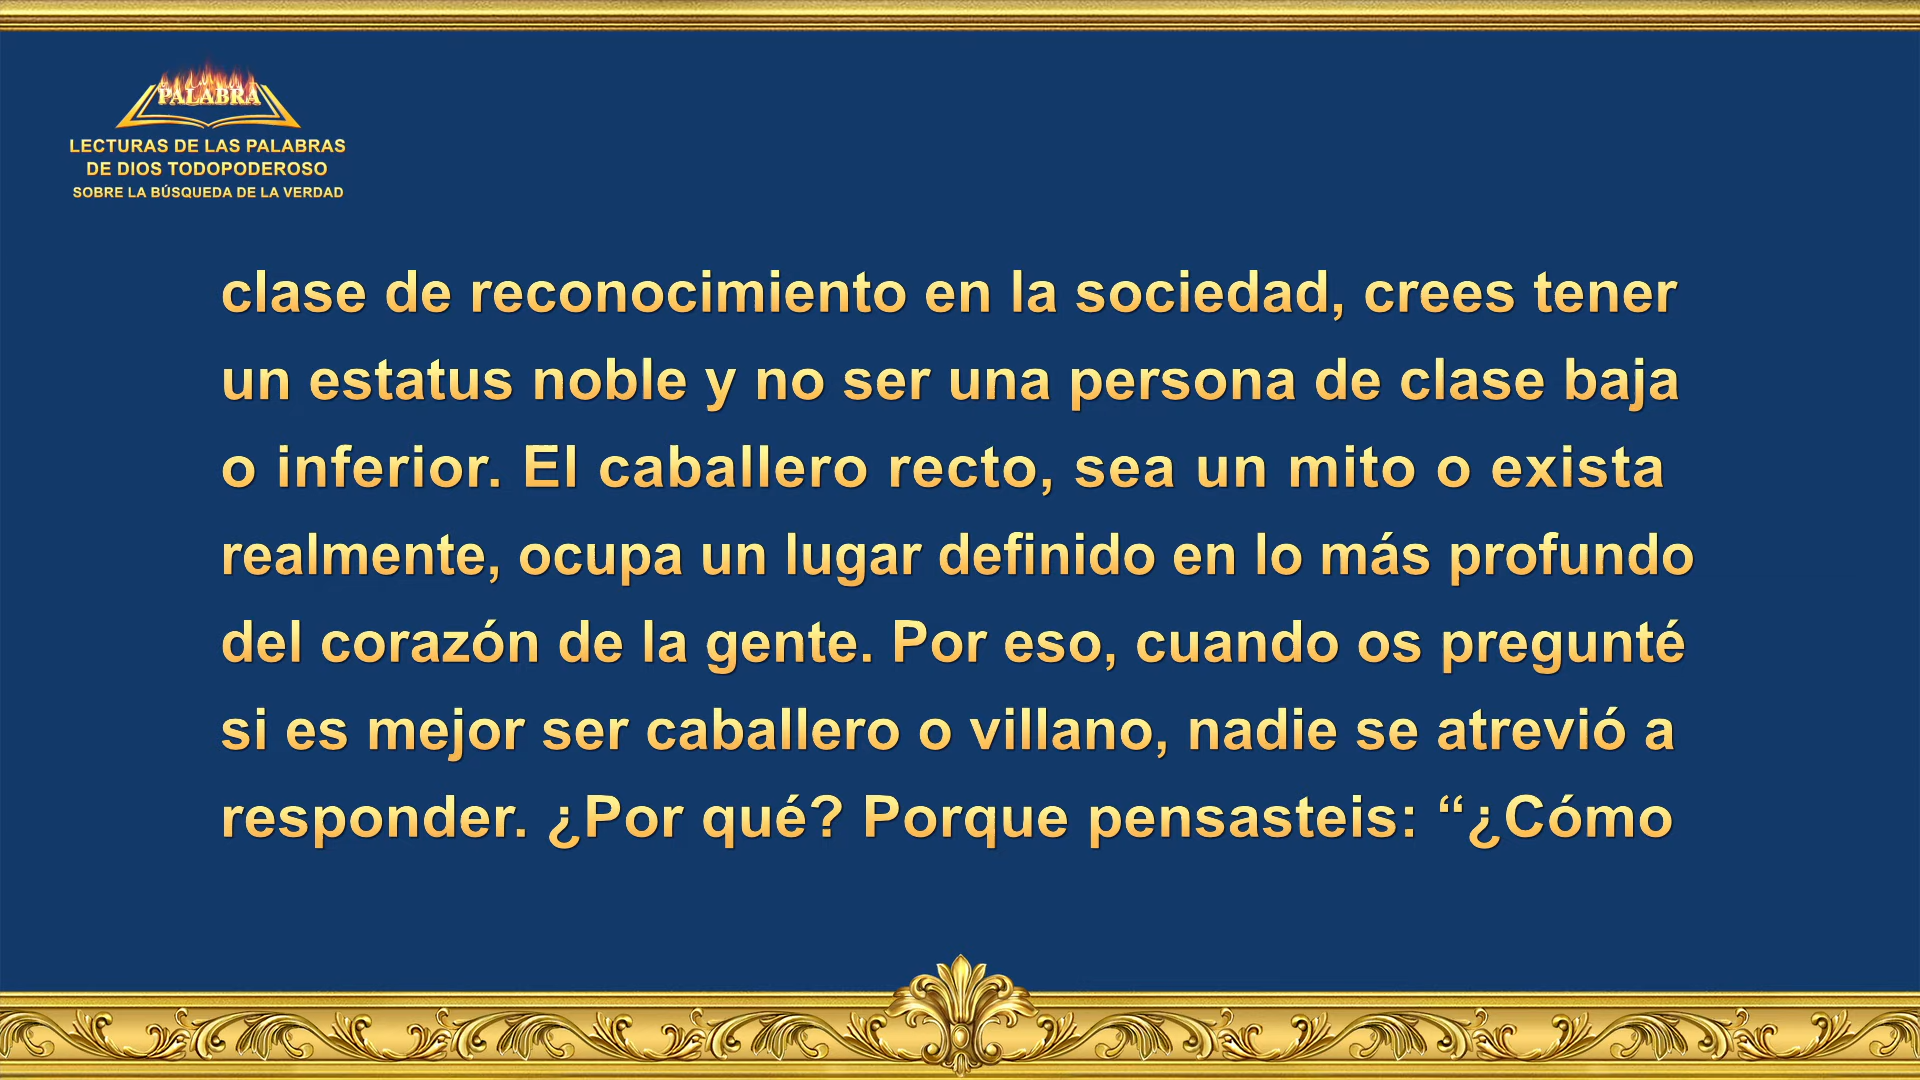 PALABRA
LECTURAS DE LAS PALABRAS
DE DIOS TODOPODEROSO
SOBRE LA BÚSQUEDA DE LA VERDAD
clase de reconocimiento en la sociedad, crees tener
un estatus noble y no ser una persona de clase baja
o inferior. El caballero recto, sea un mito o exista
realmente, ocupa un lugar definido en lo más profundo
del corazón de la gente. Por eso, cuando os pregunté
si es mejor ser caballero o villano, nadie se atrevió a
responder. ¿Por qué? Porque pensasteis: “¿Cómo